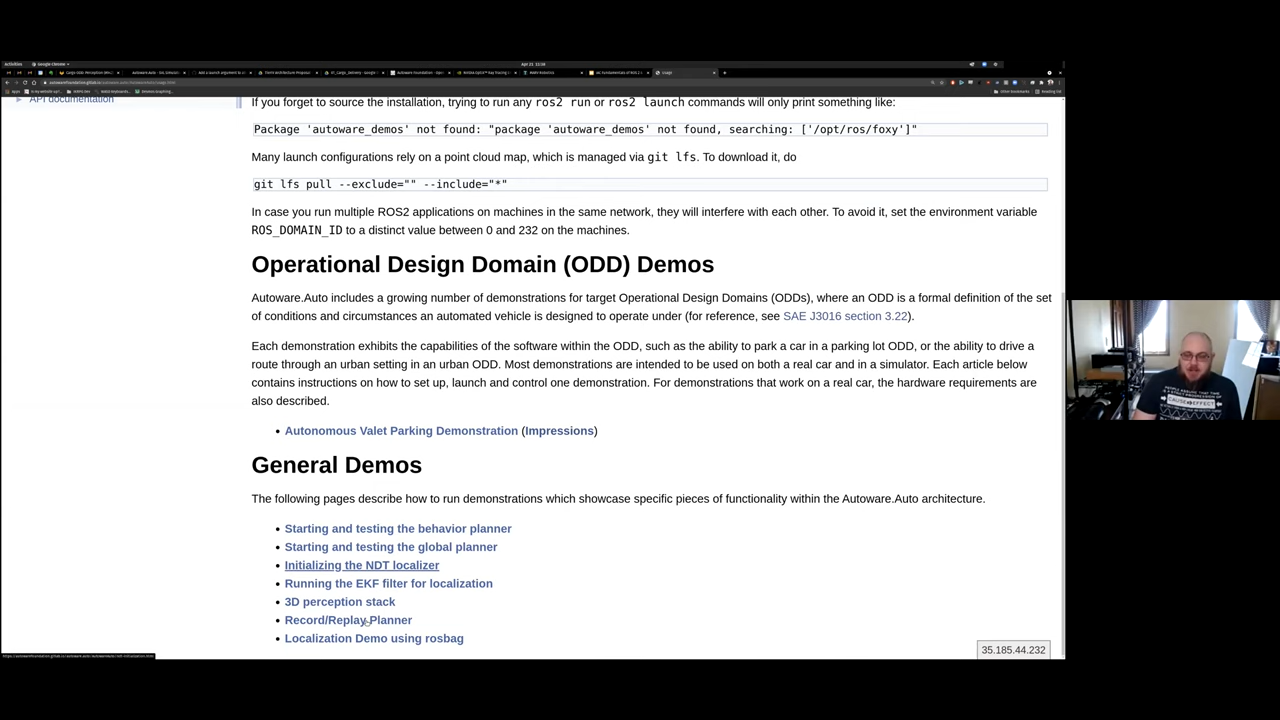 Activities
Google Chrome
Apr 21 13:38
Usage
Other bookmarks
Reading list
API documentation
If you forget to source the installation, trying to run any ros2 run or ros2 launch commands will only print something like:
Package 'autoware_demos' not found: "package 'autoware_demos' not found, searching: ['/opt/ros/foxy']"
Many launch configurations rely on a point cloud map, which is managed via git lfs. To download it, do
git lfs pull --exclude="" --include="*"
In case you run multiple ROS2 applications on machines in the same network, they will interfere with each other. To avoid it, set the environment variable
ROS_DOMAIN_ID to a distinct value between 0 and 232 on the machines.
Operational Design Domain (ODD) Demos
Autoware.Auto includes a growing number of demonstrations for target Operational Design Domains (ODDs), where an ODD is a formal definition of the set
of conditions and circumstances an automated vehicle is designed to operate under (for reference, see SAE J3016 section 3.22).
Each demonstration exhibits the capabilities of the software within the ODD, such as the ability to park a car in a parking lot ODD, or the ability to drive a
route through an urban setting in an urban ODD. Most demonstrations are intended to be used on both a real car and in a simulator. Each article below
contains instructions on how to set up, launch and control one demonstration. For demonstrations that work on a real car, the hardware requirements are
also described.
• Autonomous Valet Parking Demonstration (Impressions)
General Demos
The following pages describe how to run demonstrations which showcase specific pieces of functionality within the Autoware.Auto architecture.
• Starting and testing the behavior planner
• Starting and testing the global planner
• Initializing the NDT localizer
• Running the EKF filter for localization
• 3D perception stack
• Record/Replay Planner
• Localization Demo using rosbag
35.185.44.232
CAUSE EFFECT